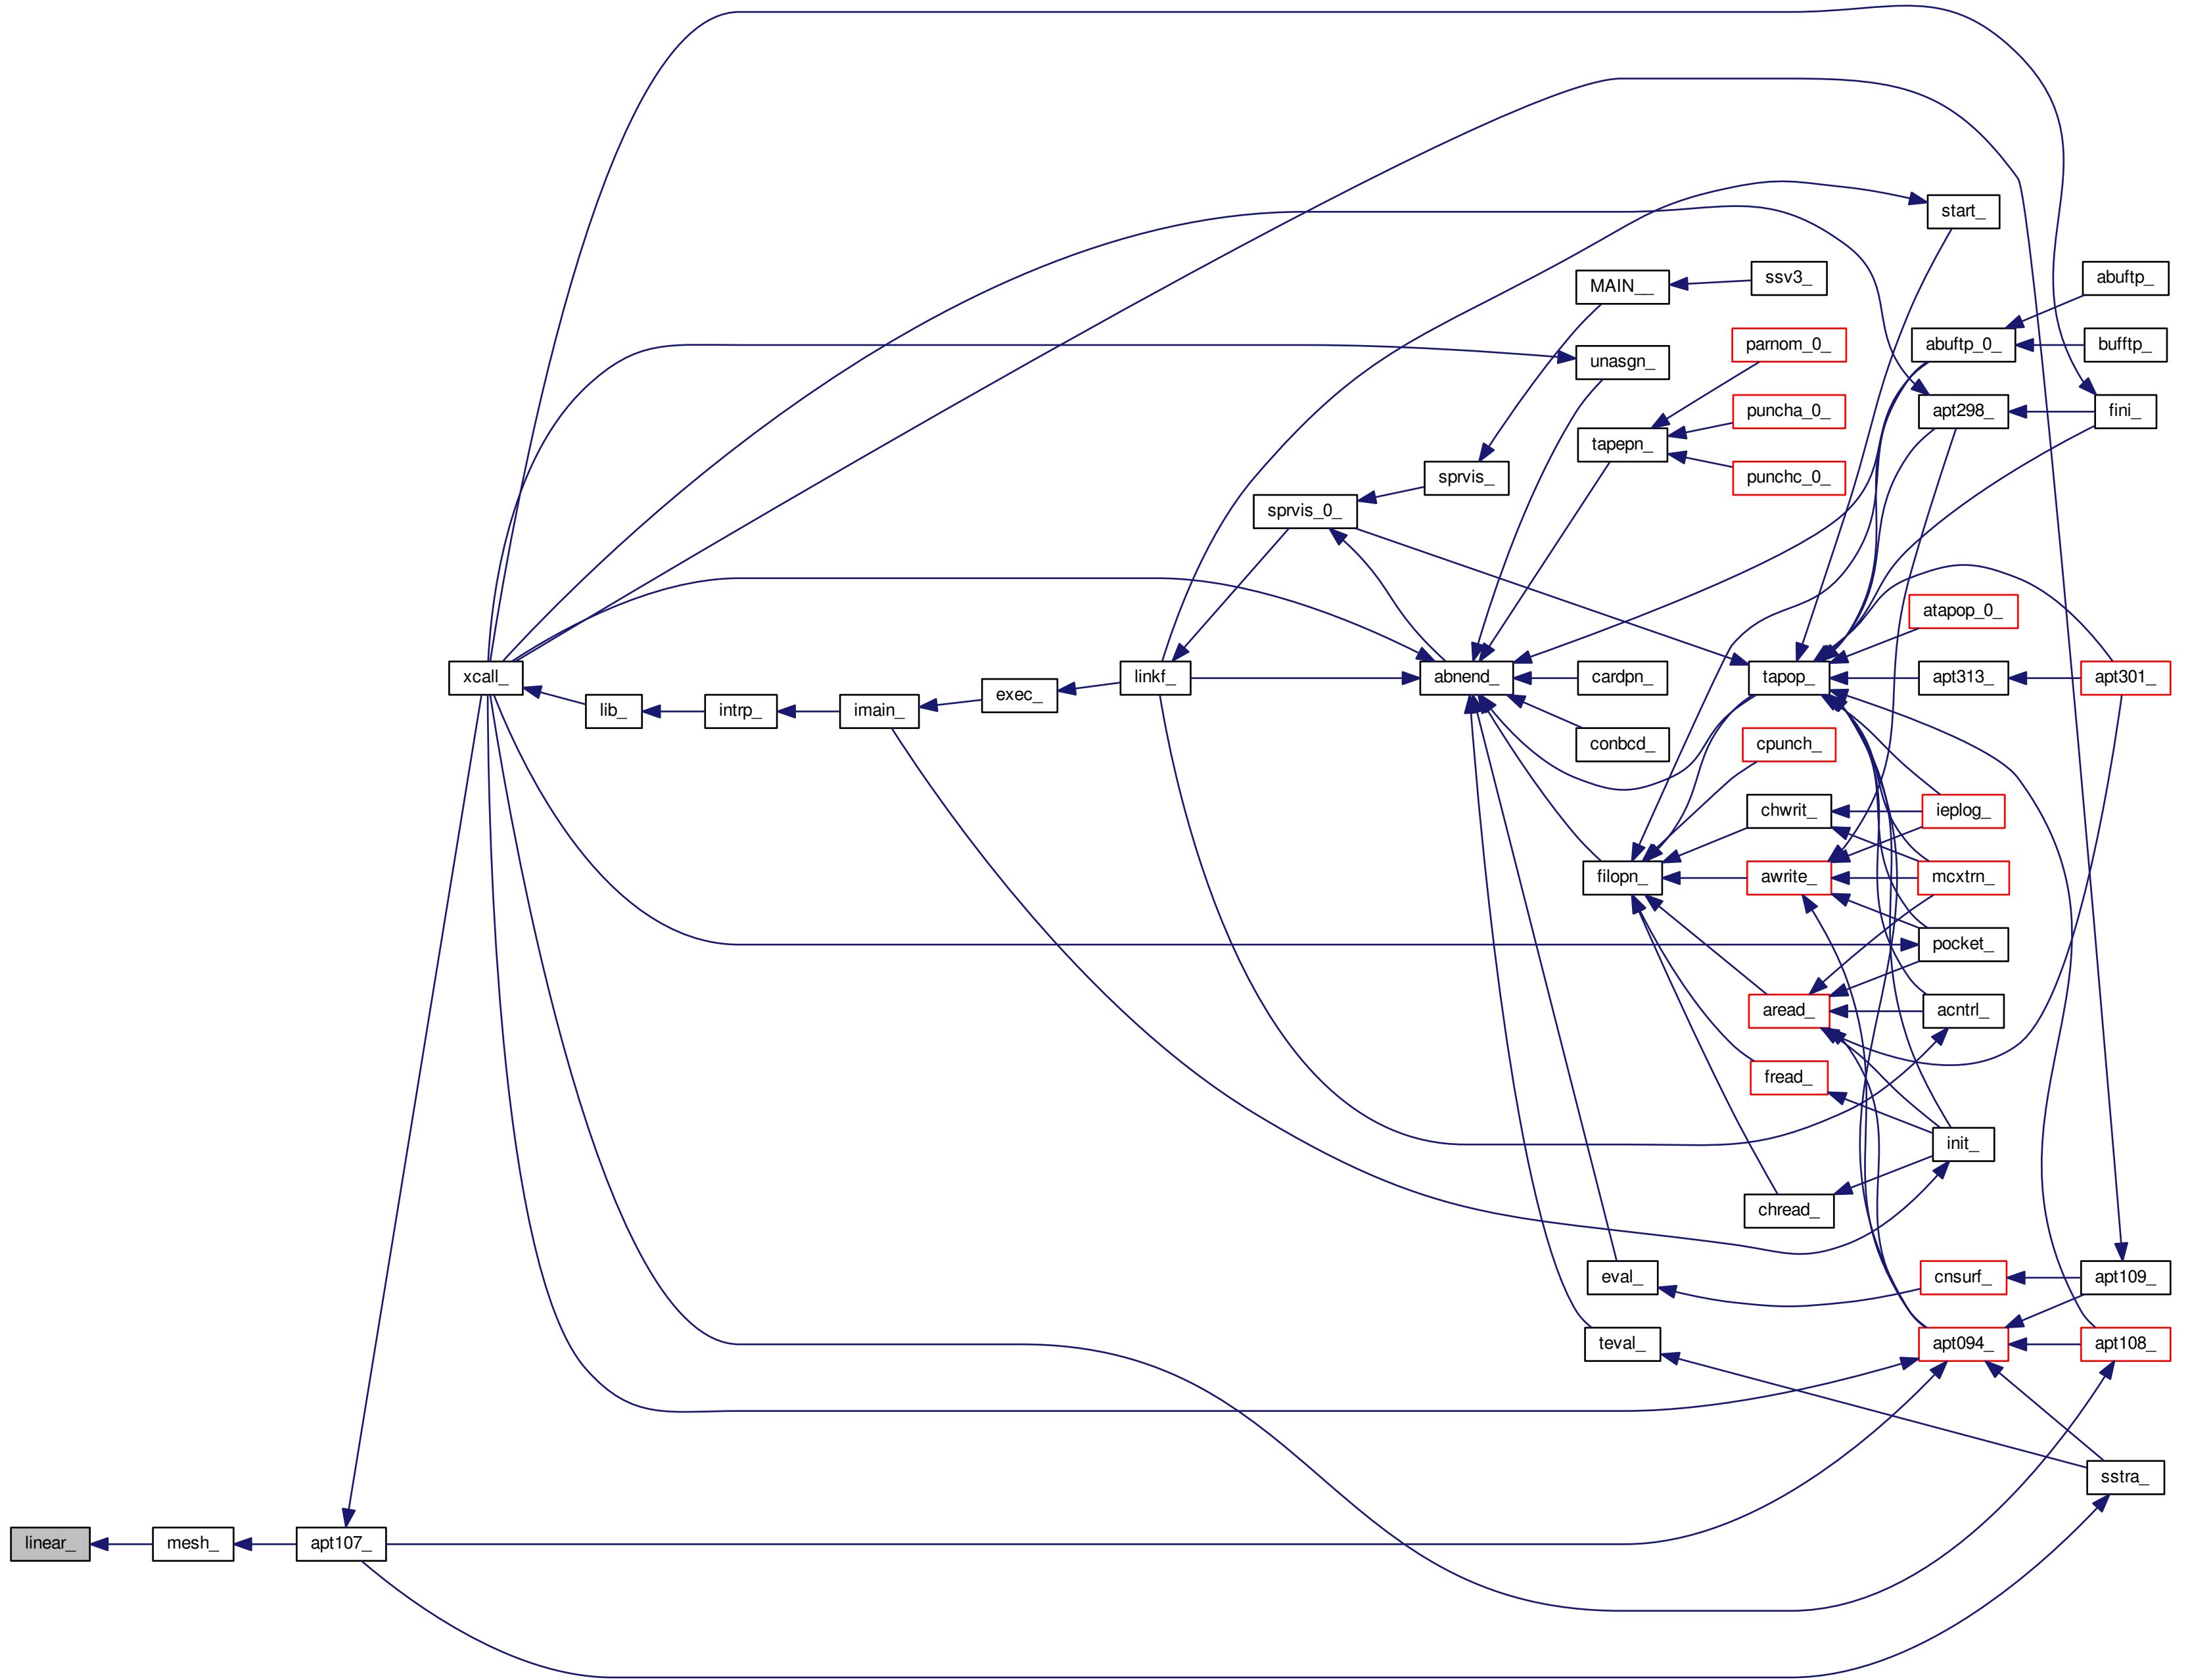 start_
MAIN__
ssv3_
abuftp_
parnom_0_
abuftp_0_
bufftp_
unasgn_
puncha_0_
apt298_
fini_
tapepn_
sprvis_
punchc_0_
sprvis_0_
atapop_0_
xcall_
lib_
intrp_
imain_
exec_
linkf_
abnend_
cardpn_
tapop_
apt313_
apt301_
conbcd_
cpunch_
chwrit_
ieplog_
filopn_
awrite_
mcxtrn_
pocket_
aread_
acntrl_
fread_
init_
chread_
eval_
cnsurf_
apt109_
teval_
apt094_
apt108_
sstra_
linear_
mesh_
apt107_